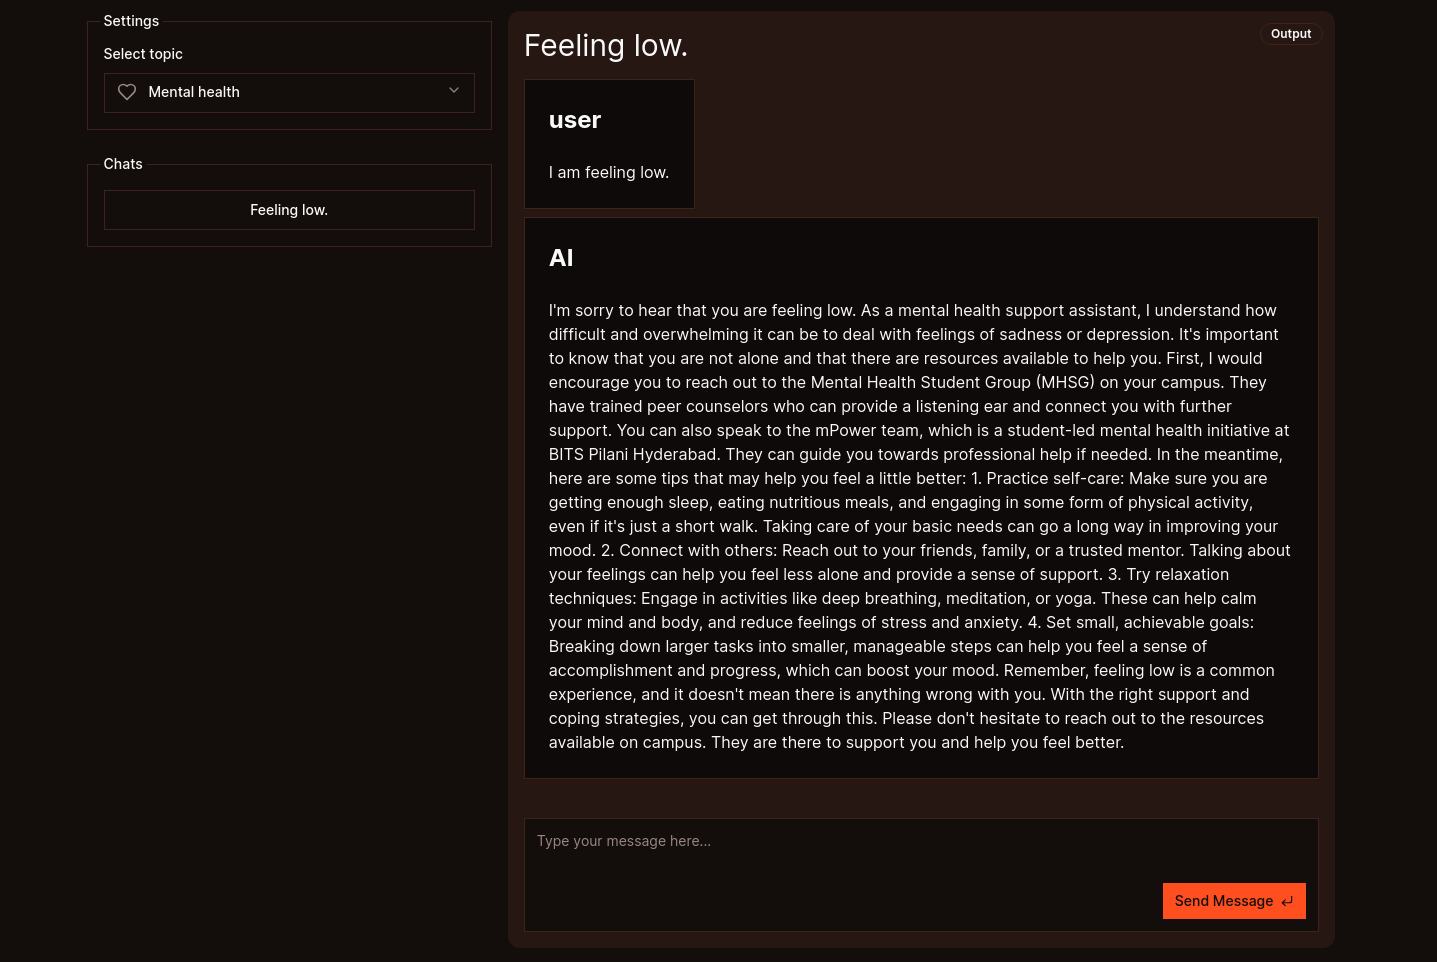 Settings
Select topic
Mental health
Chats
Feeling low.
Output
Feeling low.
user
I am feeling low.
AI
I'm sorry to hear that you are feeling low. As a mental health support assistant, I understand how
difficult and overwhelming it can be to deal with feelings of sadness or depression. It's important
to know that you are not alone and that there are resources available to help you. First, I would
encourage you to reach out to the Mental Health Student Group (MHSG) on your campus. They
have trained peer counselors who can provide a listening ear and connect you with further
support. You can also speak to the mPower team, which is a student-led mental health initiative at
BITS Pilani Hyderabad. They can guide you towards professional help if needed. In the meantime,
here are some tips that may help you feel a little better: 1. Practice self-care: Make sure you are
getting enough sleep, eating nutritious meals, and engaging in some form of physical activity,
even if it's just a short walk. Taking care of your basic needs can go a long way in improving your
mood. 2. Connect with others: Reach out to your friends, family, or a trusted mentor. Talking about
your feelings can help you feel less alone and provide a sense of support. 3. Try relaxation
techniques: Engage in activities like deep breathing, meditation, or yoga. These can help calm
your mind and body, and reduce feelings of stress and anxiety. 4. Set small, achievable goals:
Breaking down larger tasks into smaller, manageable steps can help you feel a sense of
accomplishment and progress, which can boost your mood. Remember, feeling low is a common
experience, and it doesn't mean there is anything wrong with you. With the right support and
coping strategies, you can get through this. Please don't hesitate to reach out to the resources
available on campus. They are there to support you and help you feel better.
Type your message here...
Send Message